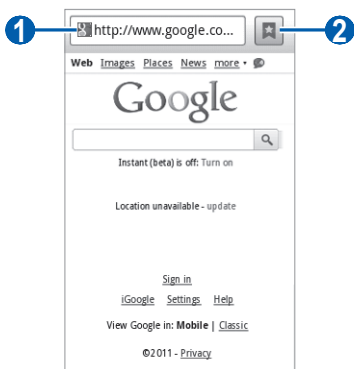 1 http://www.google.co... 2
Web Images Places News more
Google
Instant (beta) is off: Turn on
Location unavailable - update
Sign in
iGoogle Settings Help
View Google in: Mobile | Classic
©2011 - Privacy